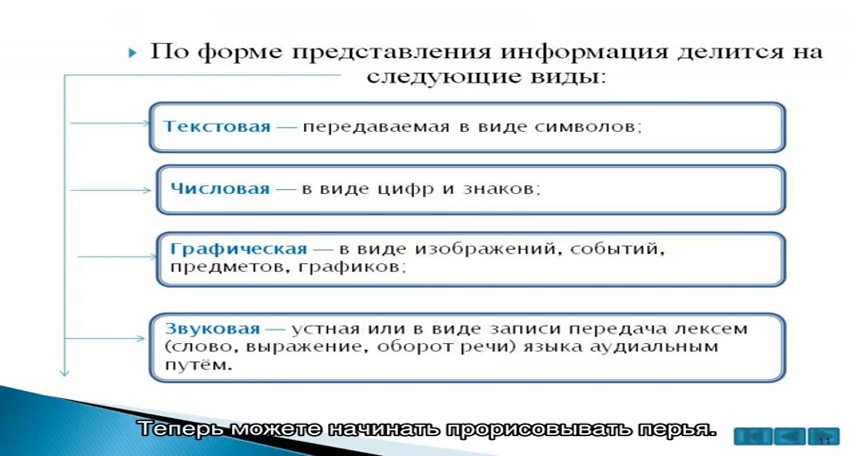 По форме представления информация делится на
следующие виды:
Текстовая — передаваемая в виде символов;
Числовая — в виде цифр и знаков;
Графическая — в виде изображений, событий,
предметов, графиков;
Звуковая — устная или в виде записи передача лексем
(слово, выражение, оборот речи) языка аудиальным
путём.
Теперь можете начинать прорисовывать перья.